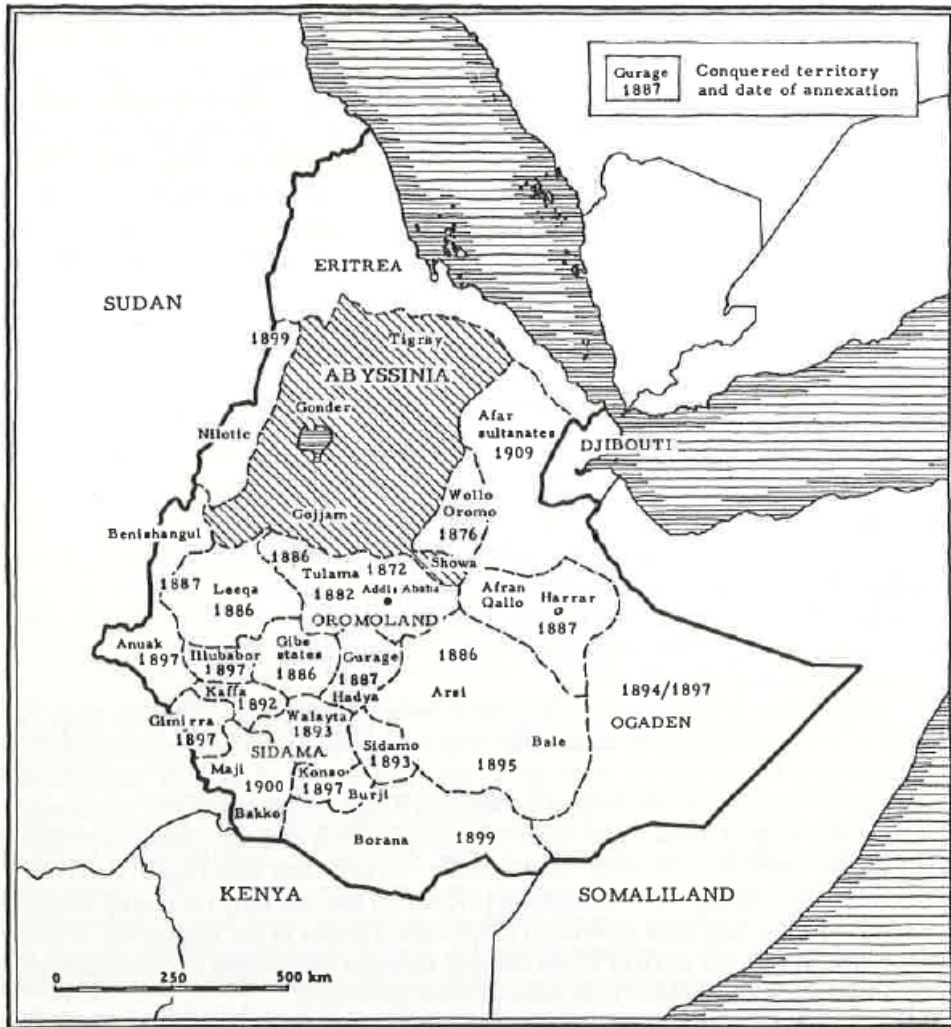 Gurage
1887
Conquered territory
and date of annexation
ERITREA
SUDAN
1899
Tigray
ABYSSINIA
Gonder
Nilotic
Afar
sultanates
1909
DJIBOUTI
Gojjam
Wollo
Oromo
1876
Benishangul
1886
Showa
1887
Leeqa
1886
Tulama
1882
1872
Addis Ababa
OROMOLAND
Afran
Qallo
Harrar
1887
Anuak
1897
Illubabor
1897
Gibe
states
1886
Gurage
1887
1886
Arsi
Hadya
Kaffa
1892
Walayta
1893
Gimirra
1897
SIDAMA
Sidamo
1893
1894/1897
OGADEN
Bale
1895
Maji
1900
Konso
1897
Burji
Bakko
Borana
1899
KENYA
SOMALILAND
0 250 500 km